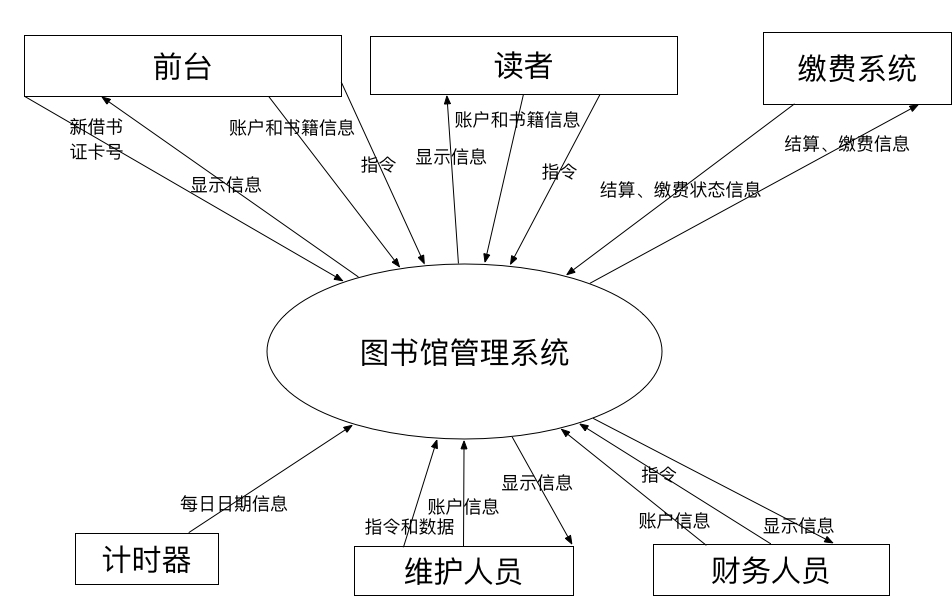 前台
读者
缴费系统
新借书
证卡号
账户和书籍信息
账户和书籍信息
结算、缴费信息
指令
显示信息
指令
显示信息
结算、缴费状态信息
图书馆管理系统
指令
显示信息
每日日期信息
账户信息
账户信息
指令和数据
显示信息
计时器
维护人员
财务人员